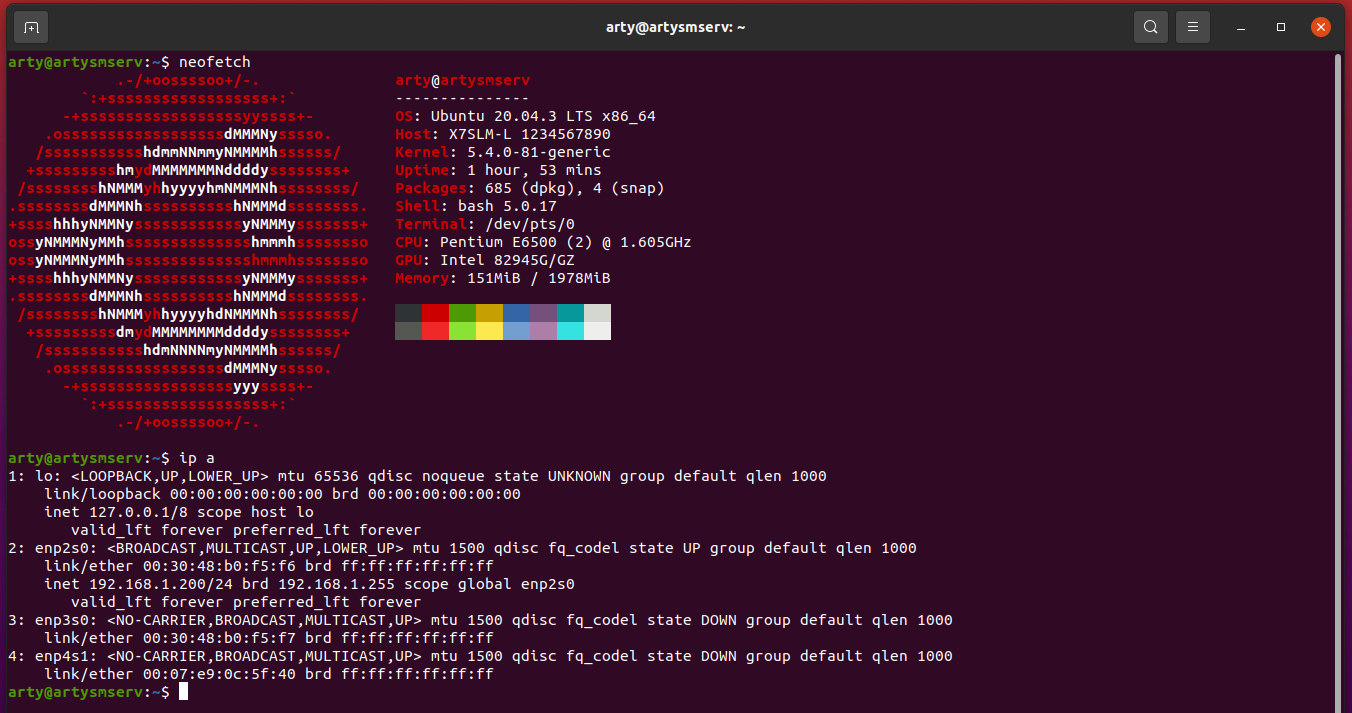 arty@artysmserv: ~
arty@artysmserv:~$ neofetch
            .-/+oossssoo+/-.               arty@artysmserv
        `:+ssssssssssssssssss+:`           ---------------
      -+ssssssssssssssssssyyssss+-         OS: Ubuntu 20.04.3 LTS x86_64
    .ossssssssssssssssssdMMMNysssso.       Host: X7SLM-L 1234567890
   /ssssssssssshdmmNNmmyNMMMMhssssss/      Kernel: 5.4.0-81-generic
  +ssssssssshmydMMMMMMMNddddyssssssss+     Uptime: 1 hour, 53 mins
 /sssssssshNMMMyhhyyyyhmNMMMNhssssssss/    Packages: 685 (dpkg), 4 (snap)
.ssssssssdMMMNhsssssssssshNMMMdssssssss.   Shell: bash 5.0.17
+sssshhhyNMMNyssssssssssssyNMMMysssssss+   Terminal: /dev/pts/0
ossyNMMMNyMMhsssssssssssssshmmmhssssssso   CPU: Pentium E6500 (2) @ 1.605GHz
ossyNMMMNyMMhsssssssssssssshmmmhssssssso   GPU: Intel 82945G/GZ
+sssshhhyNMMNyssssssssssssyNMMMysssssss+   Memory: 151MiB / 1978MiB
.ssssssssdMMMNhsssssssssshNMMMdssssssss.
 /sssssssshNMMMyhhyyyyhdNMMMNhssssssss/
  +sssssssssdmydMMMMMMMMddddyssssssss+
   /ssssssssssshdmNNNNmyNMMMMhssssss/
    .ossssssssssssssssssdMMMNysssso.
      -+sssssssssssssssssyyyssss+-
        `:+ssssssssssssssssss+:`
            .-/+oossssoo+/-.
arty@artysmserv:~$ ip a
1: lo: <LOOPBACK,UP,LOWER_UP> mtu 65536 qdisc noqueue state UNKNOWN group default qlen 1000
    link/loopback 00:00:00:00:00:00 brd 00:00:00:00:00:00
    inet 127.0.0.1/8 scope host lo
       valid_lft forever preferred_lft forever
2: enp2s0: <BROADCAST,MULTICAST,UP,LOWER_UP> mtu 1500 qdisc fq_codel state UP group default qlen 1000
    link/ether 00:30:48:b0:f5:f6 brd ff:ff:ff:ff:ff:ff
    inet 192.168.1.200/24 brd 192.168.1.255 scope global enp2s0
       valid_lft forever preferred_lft forever
3: enp3s0: <NO-CARRIER,BROADCAST,MULTICAST,UP> mtu 1500 qdisc fq_codel state DOWN group default qlen 1000
    link/ether 00:30:48:b0:f5:f7 brd ff:ff:ff:ff:ff:ff
4: enp4s1: <NO-CARRIER,BROADCAST,MULTICAST,UP> mtu 1500 qdisc fq_codel state DOWN group default qlen 1000
    link/ether 00:07:e9:0c:5f:40 brd ff:ff:ff:ff:ff:ff
arty@artysmserv:~$